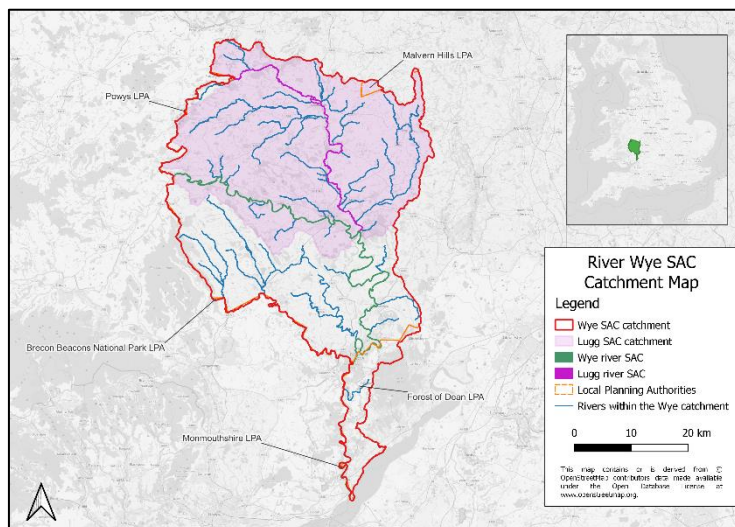 Malvern Hills LPA
Powys LPA
Brecon Beacons National Park LPA
Forest of Doan LPA
Monmouthshire LPA
River Wye SAC
Catchment Map
Legend
Wye SAC catchment
Lugg SAC catchment
Wye river SAC
Lugg river SAC
Local Planning Authorities
Rivers within the Wye catchment
0 10 20 km
This map contains or is derived from ©
OpenStreetMap contributors data made available
under the Open Database License at
www.openstreetmap.org.